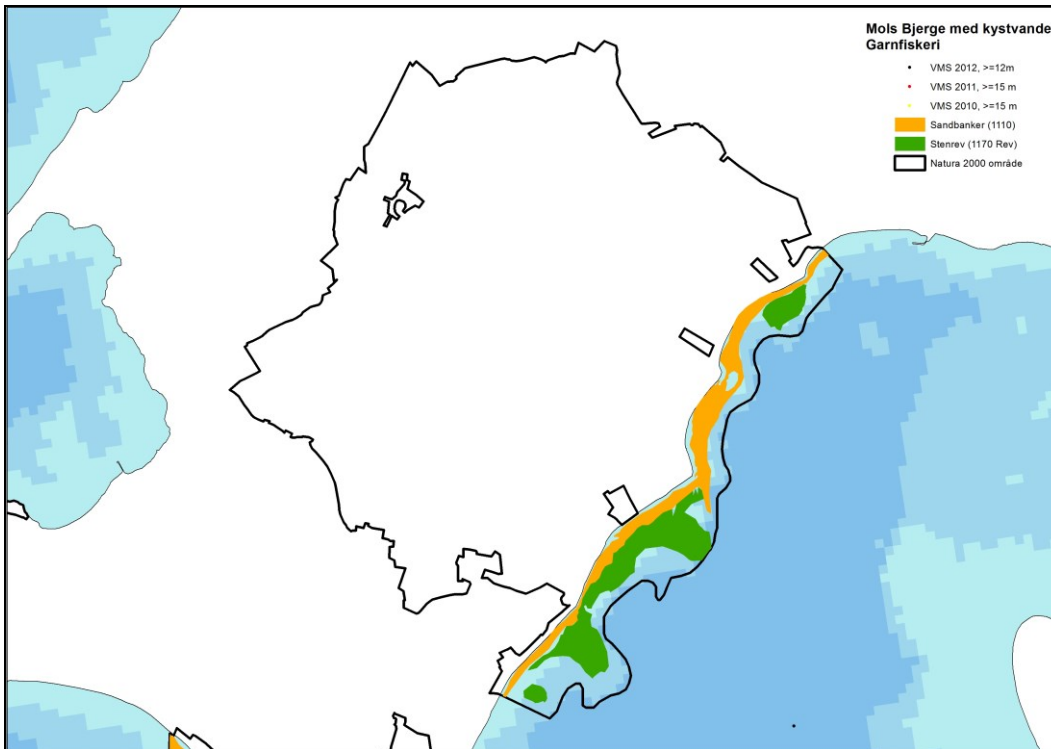 Mols Bjerge med kystvande
Garnfiskeri
VMS 2012, >=12m
VMS 2011, >=15 m
VMS 2010, >=15 m
Sandbanker (1110)
Stenrev (1170 Rev)
Natura 2000 område